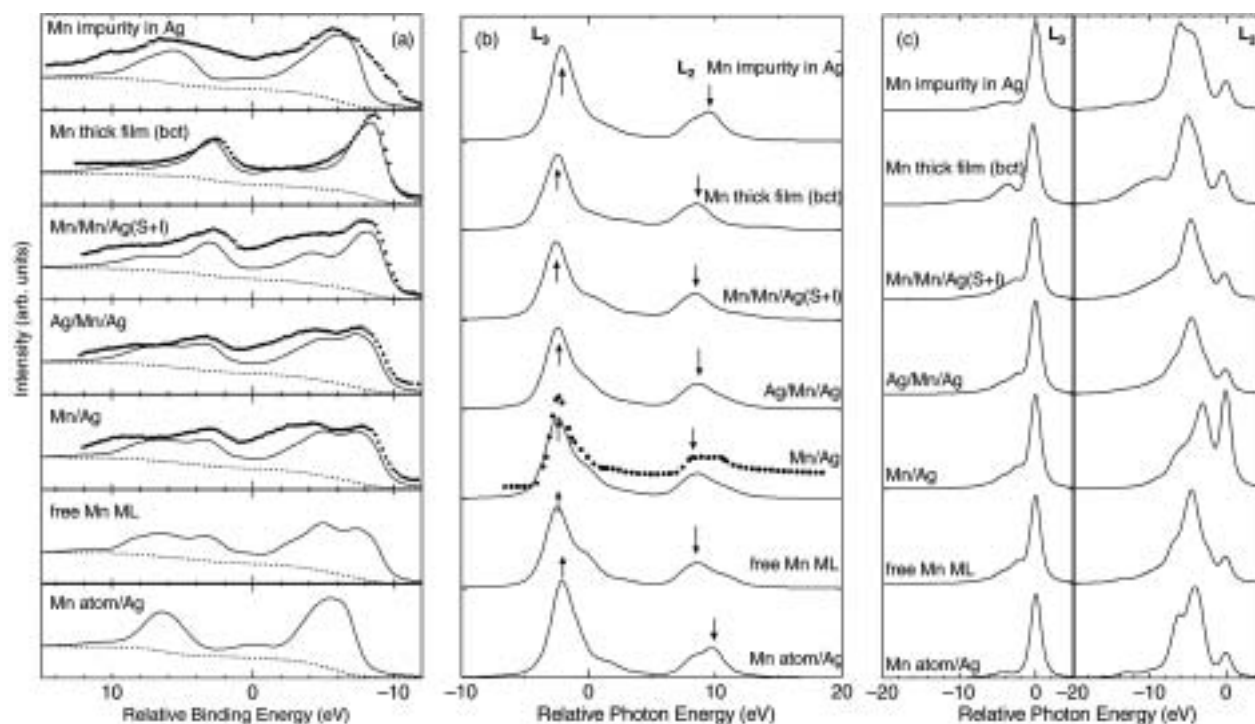 Intensity (arb. units)
(a)
Mn impurity in Ag
Mn thick film (bct)
Mn/Mn/Ag(S+I)
Ag/Mn/Ag
Mn/Ag
free Mn ML
Mn atom/Ag
10 0 -10
Relative Binding Energy (eV)
(b)
L3
L2 Mn impurity in Ag
Mn thick film (bct)
Mn/Mn/Ag(S+I)
Ag/Mn/Ag
Mn/Ag
free Mn ML
Mn atom/Ag
-10 0 10 20
Relative Photon Energy (eV)
(c) L3
Mn impurity in Ag
Mn thick film (bct)
Mn/Mn/Ag(S+I)
Ag/Mn/Ag
Mn/Ag
free Mn ML
Mn atom/Ag
-20 -10 0 -20 -10 0
Relative Photon Energy (eV)